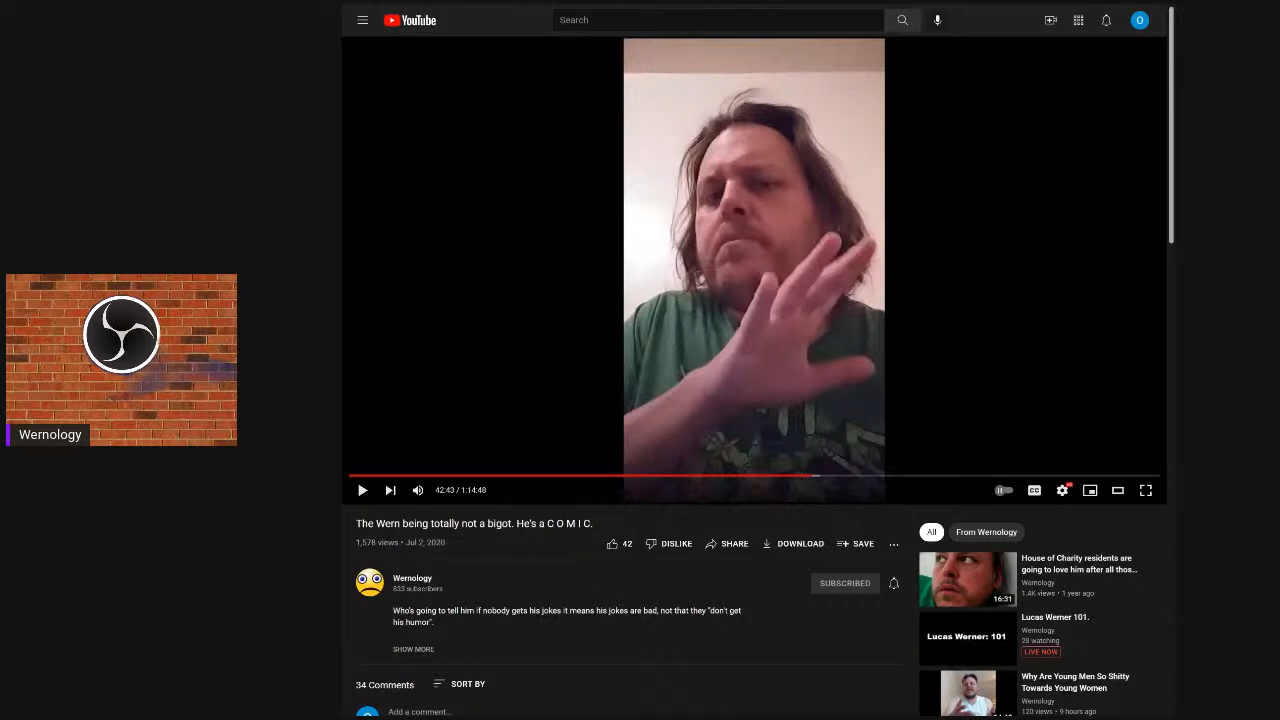 YouTube
Search
O
Wernology
42:43 / 1:14:48
CC
The Wern being totally not a bigot. He's a C O M I C.
1,578 views • Jul 2, 2020
42
DISLIKE
SHARE
DOWNLOAD
SAVE
Wernology
833 subscribers
SUBSCRIBED
Who's going to tell him if nobody gets his jokes it means his jokes are bad, not that they "don't get
his humor".
SHOW MORE
34 Comments
SORT BY
Add a comment...
All
From Wernology
16:31
House of Charity residents are
going to love him after all thos...
Wernology
1.4K views • 1 year ago
Lucas Werner: 101
Lucas Werner 101.
Wernology
28 watching
LIVE NOW
Why Are Young Men So Shitty
Towards Young Women
Wernology
120 views • 9 hours ago